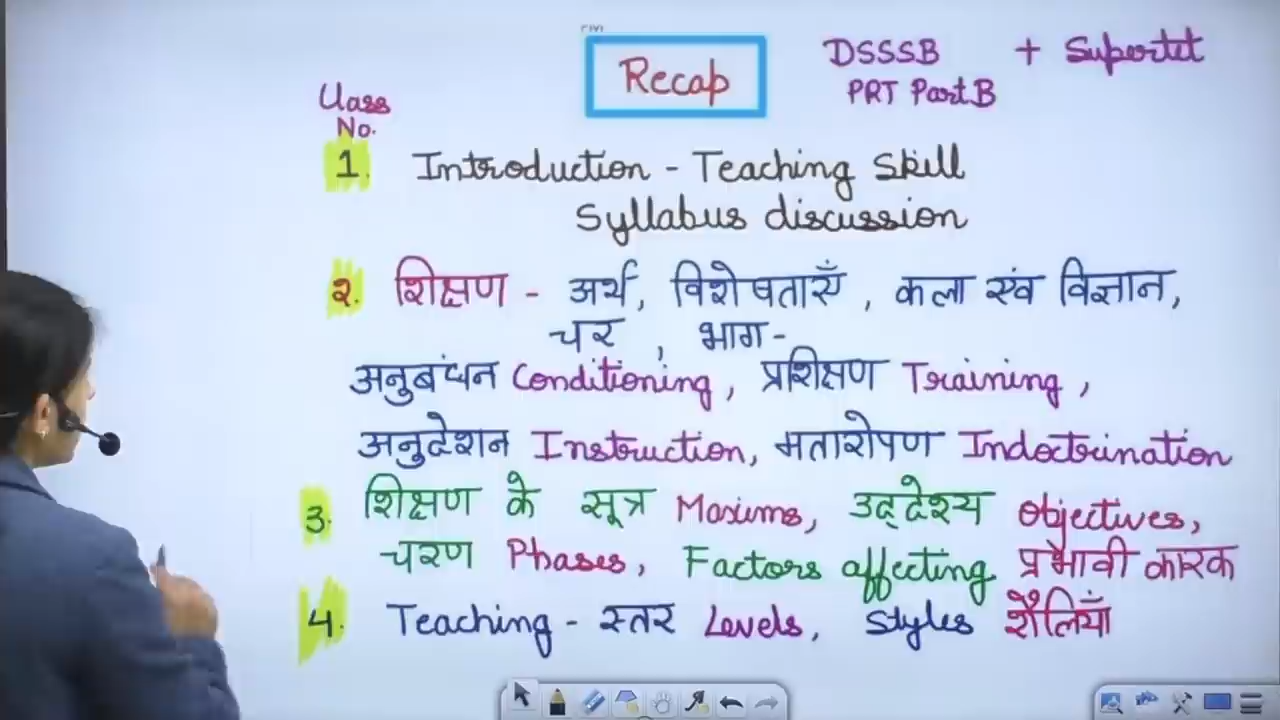 Recap
DSSSB + Supertet
PRT Part B
Class
No.
1. Introduction - Teaching Skill
Syllabus discussion
२. शिक्षण - अर्थ, विशेषताएँ, कला एंव विज्ञान,
चर, भाग-
अनुबंधन Conditioning, प्रशिक्षण Training,
अनुदेशन Instruction, मतारोपण Indoctrination
3. शिक्षण के सूत्र Maxims, उद्देश्य Objectives,
चरण Phases, Factors affecting प्रभावी कारक
4. Teaching - स्तर Levels, Styles शैलियाँ